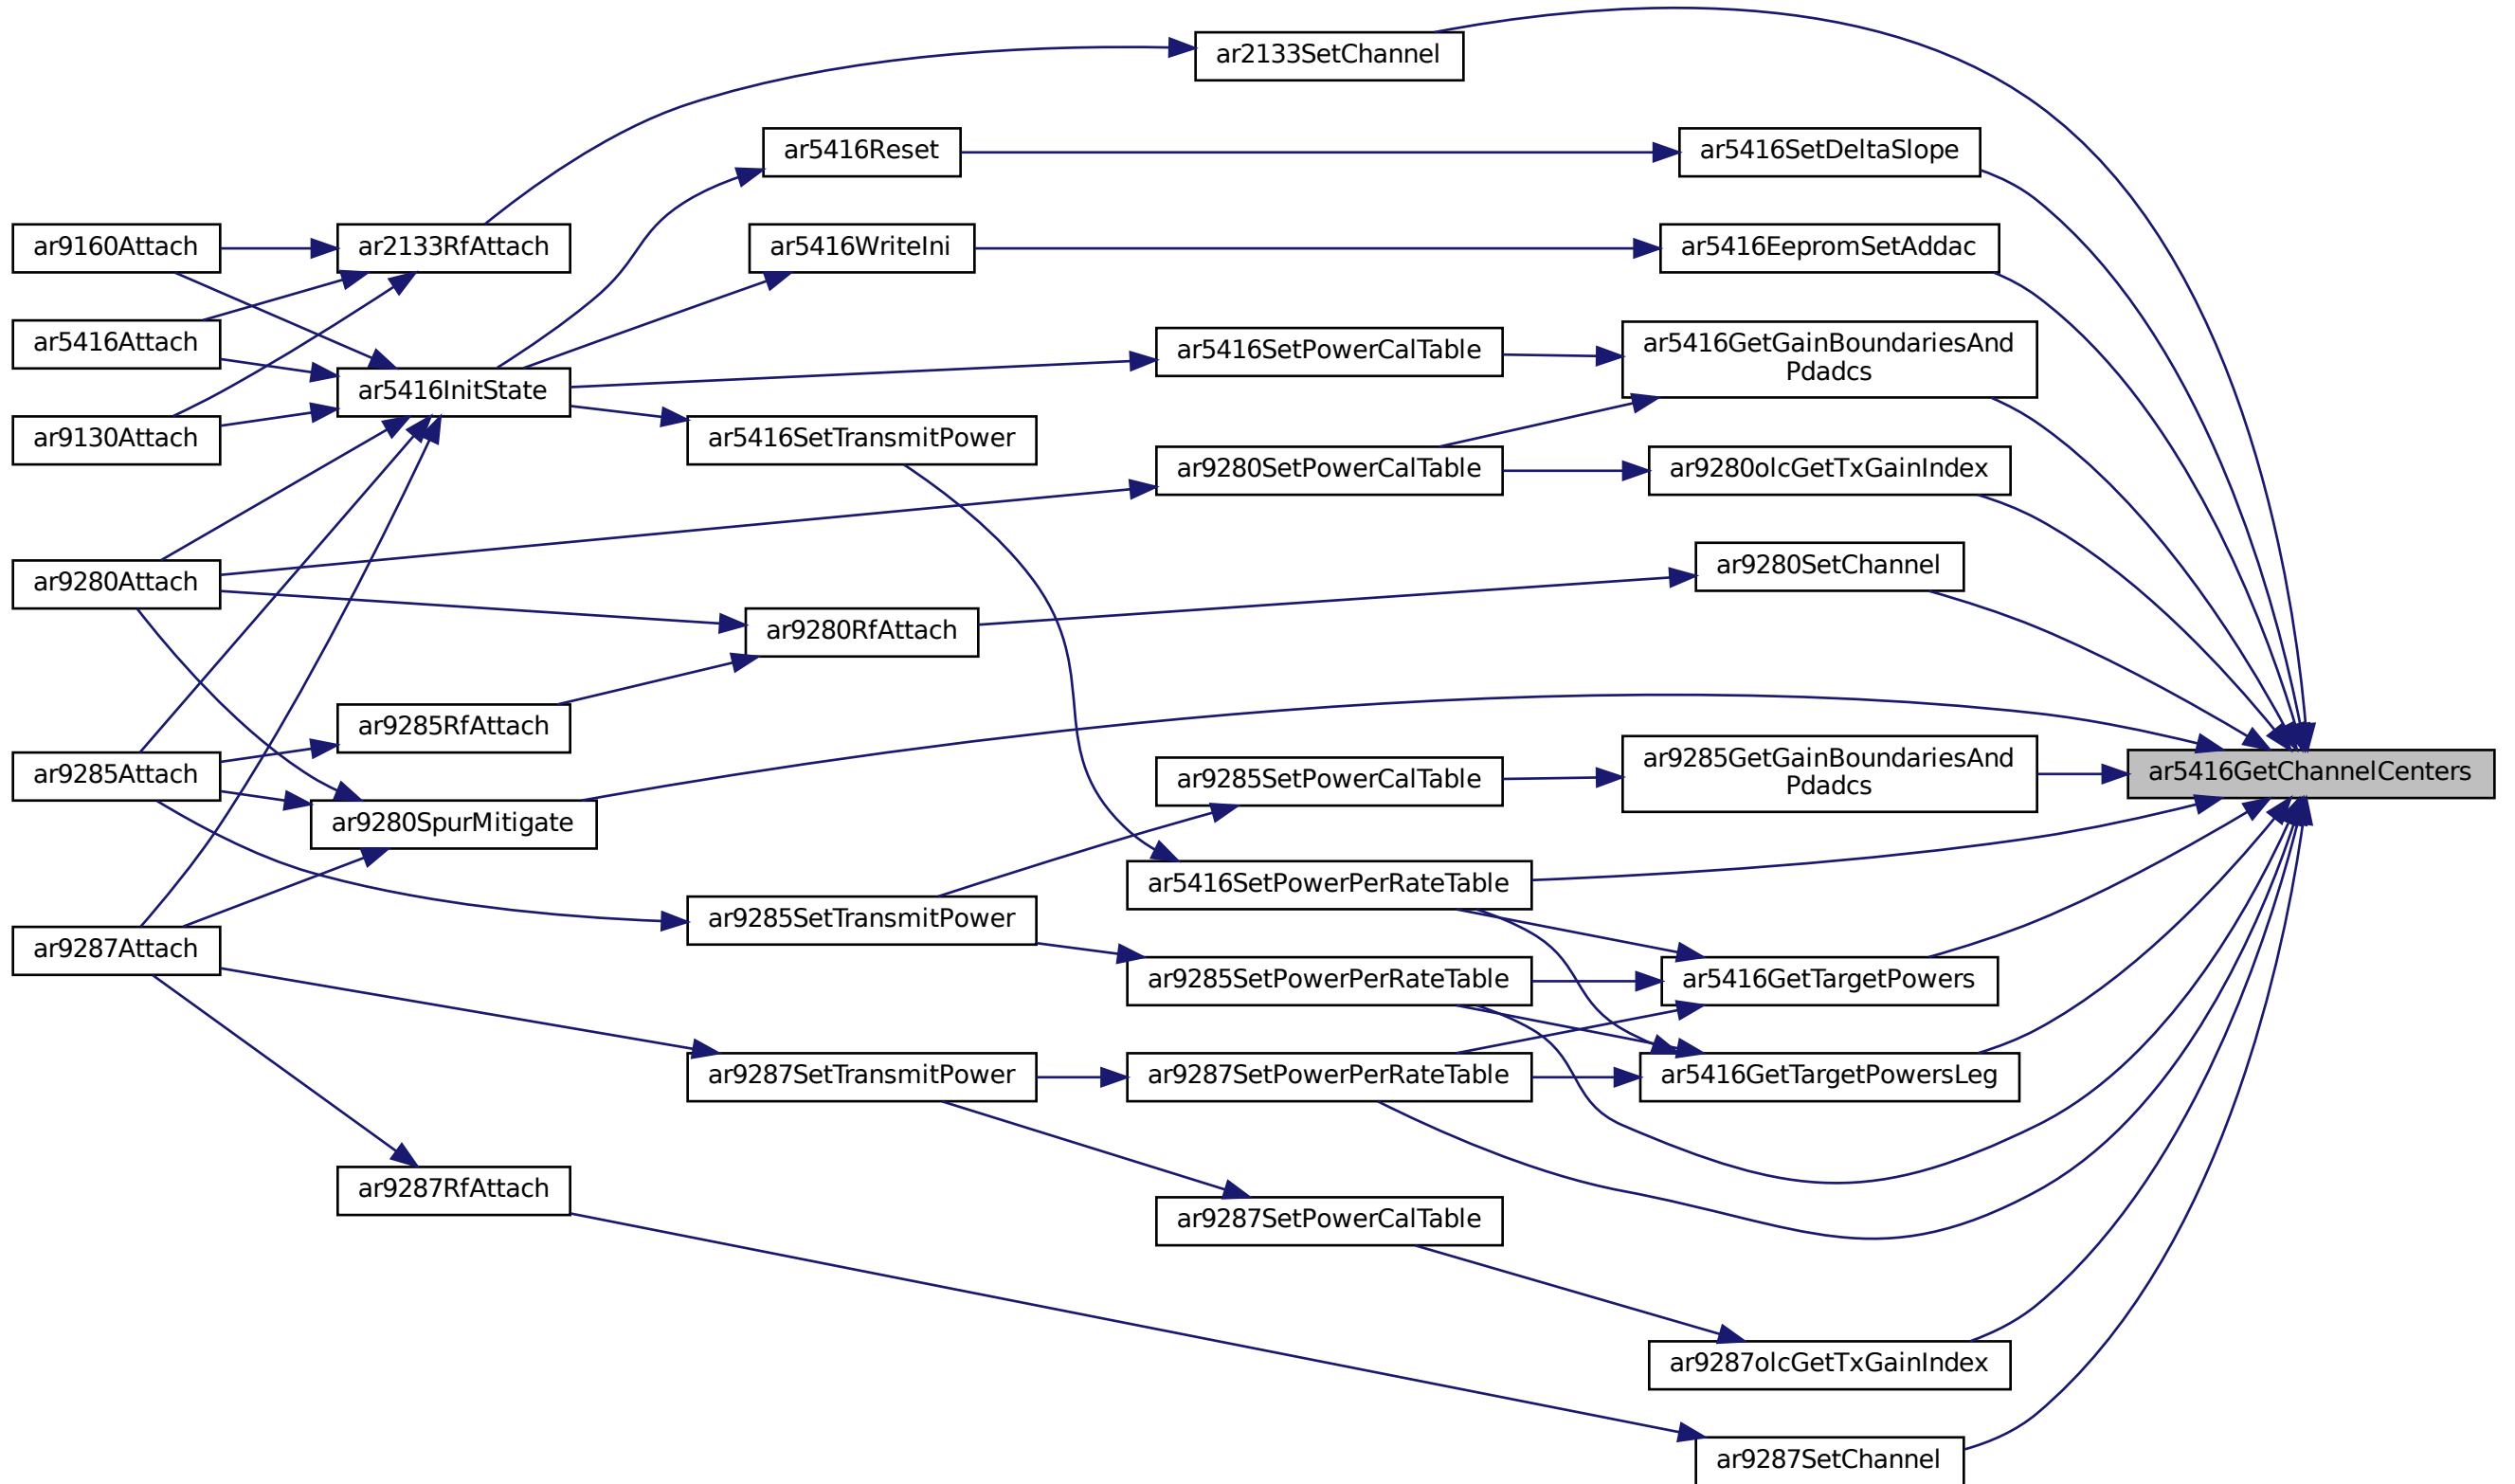 ar2133SetChannel
ar5416Reset
ar5416SetDeltaSlope
ar9160Attach
ar2133RfAttach
ar5416WriteIni
ar5416EepromSetAddac
ar5416Attach
ar5416SetPowerCalTable
ar5416GetGainBoundariesAnd
Pdadcs
ar5416InitState
ar9130Attach
ar5416SetTransmitPower
ar9280SetPowerCalTable
ar9280olcGetTxGainIndex
ar9280Attach
ar9280SetChannel
ar9280RfAttach
ar9285RfAttach
ar9285Attach
ar9285SetPowerCalTable
ar9285GetGainBoundariesAnd
Pdadcs
ar5416GetChannelCenters
ar9280SpurMitigate
ar5416SetPowerPerRateTable
ar9285SetTransmitPower
ar9287Attach
ar9285SetPowerPerRateTable
ar5416GetTargetPowers
ar9287SetTransmitPower
ar9287SetPowerPerRateTable
ar5416GetTargetPowersLeg
ar9287RfAttach
ar9287SetPowerCalTable
ar9287olcGetTxGainIndex
ar9287SetChannel